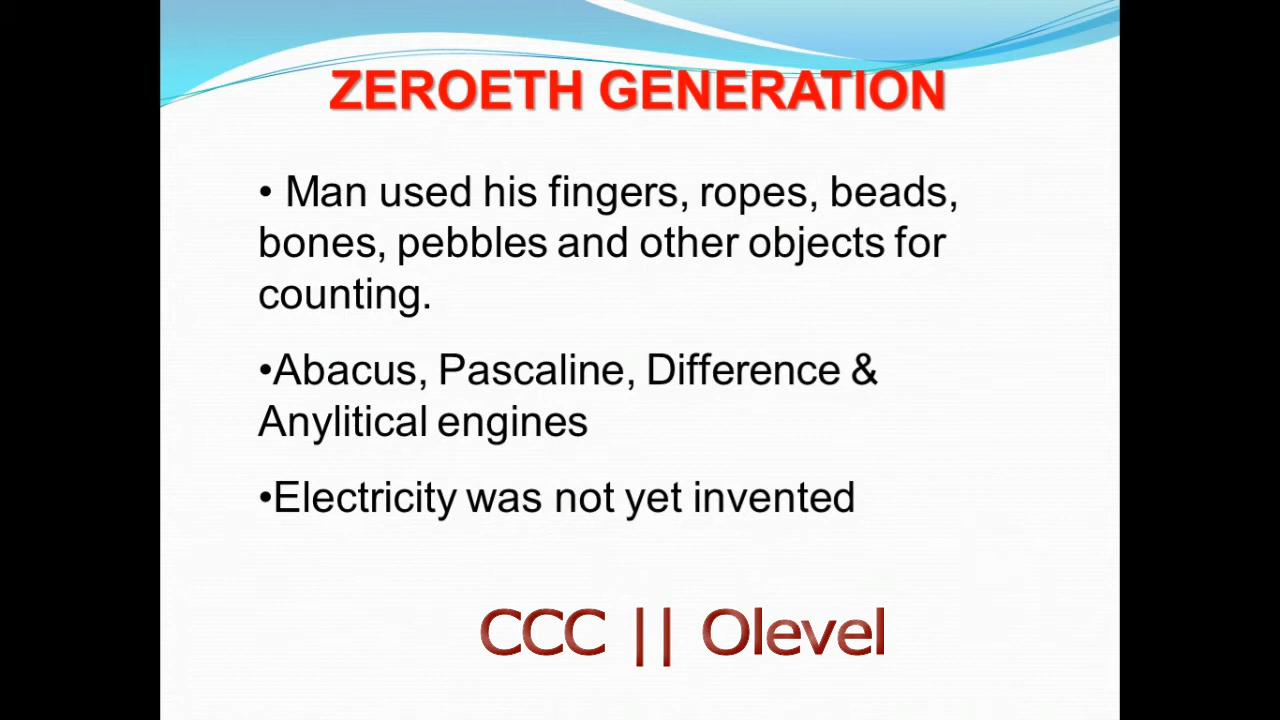 ZEROETH GENERATION
• Man used his fingers, ropes, beads,
bones, pebbles and other objects for
counting.
•Abacus, Pascaline, Difference &
Anylitical engines
•Electricity was not yet invented
CCC || Olevel